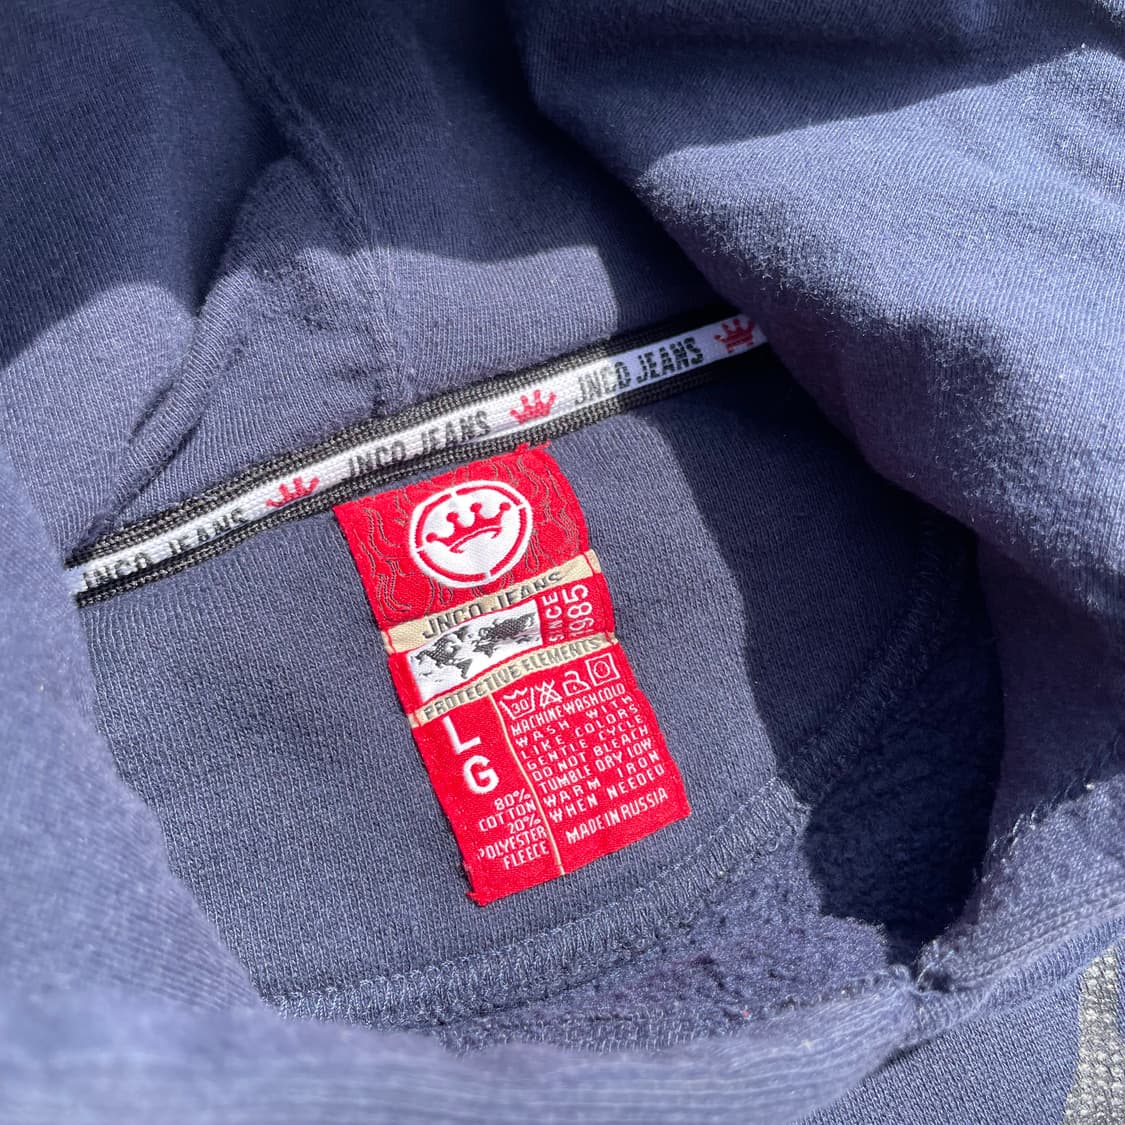 JNCO JEANS
JNCO JEANS
JNCO JEANS
JNCO JEANS
SINCE
1985
PROTECTIVE ELEMENTS
30
L
G
80%
COTTON
20%
POLYESTER
FLEECE
MACHINE WASH COLD
WASH WITH
LIKE COLORS
GENTLE CYCLE
DO NOT BLEACH
TUMBLE DRY LOW
WARM IRON
WHEN NEEDED
MADE IN RUSSIA